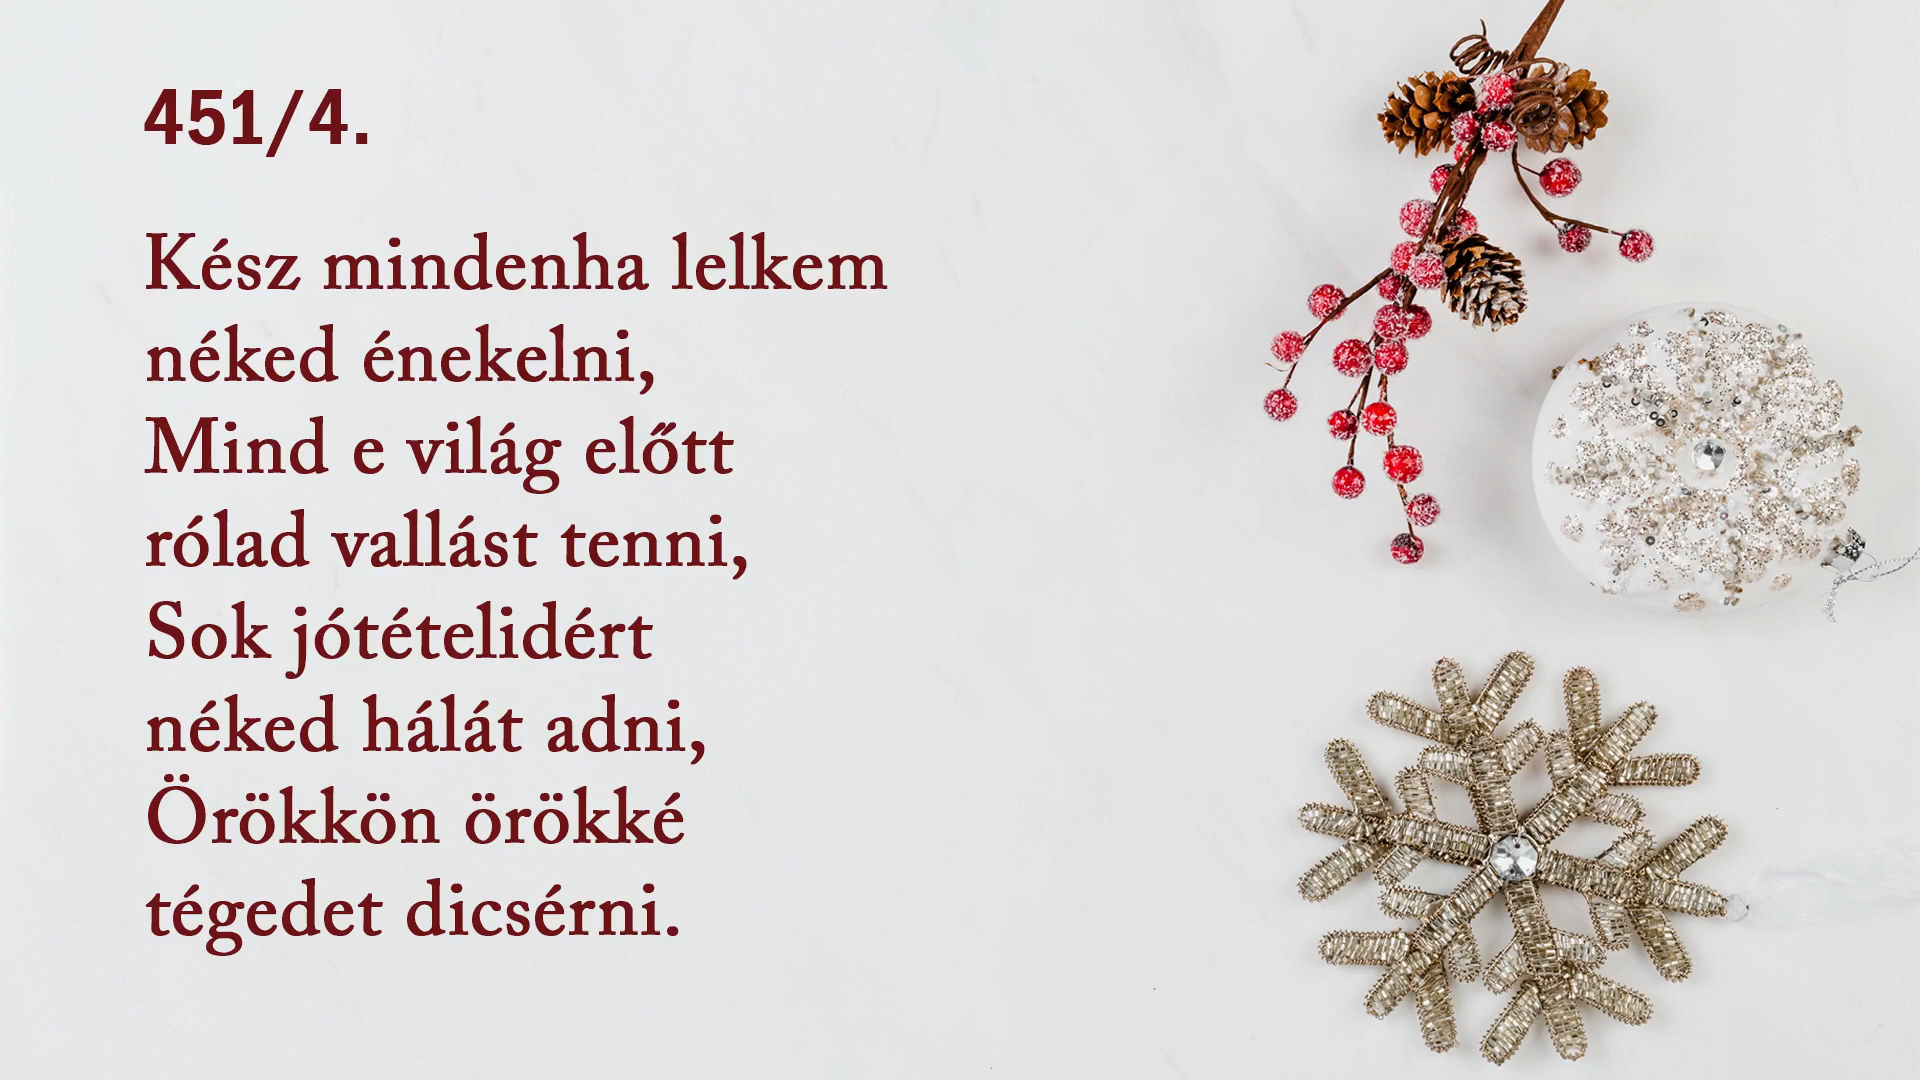 451/4.
Kész mindenha lelkem
néked énekelni,
Mind e világ előtt
rólad vallást tenni,
Sok jótételidért
néked hálát adni,
Örökkön örökké
tégedet dicsérni.